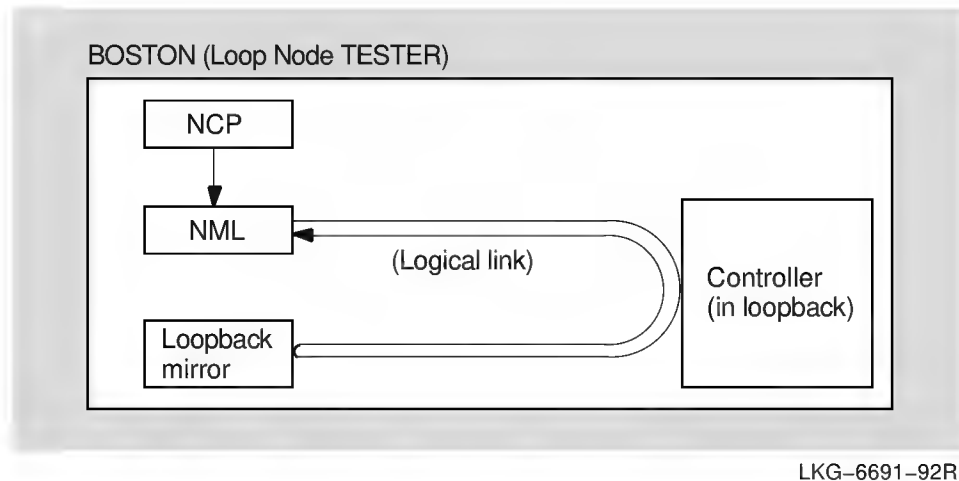 BOSTON (Loop Node TESTER)
NCP
NML
(Logical link)
Controller
(in loopback)
Loopback
mirror
LKG–6691–92R